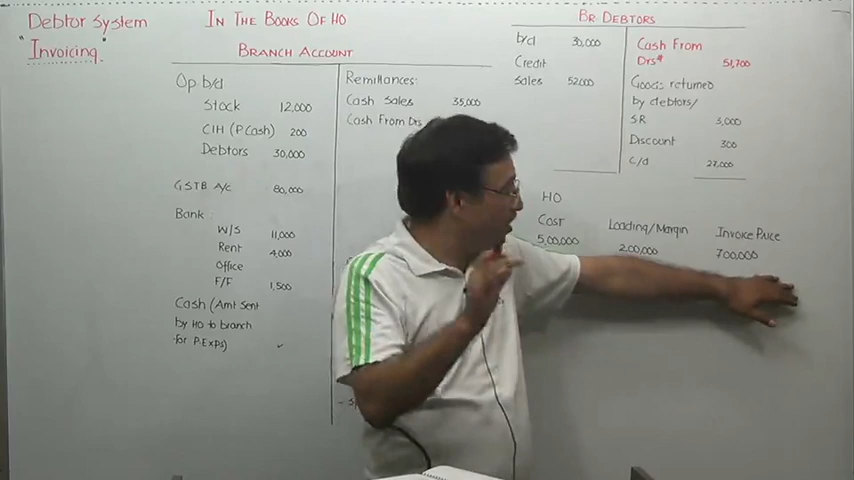 Debtor System
"Invoicing"
In The Books Of HO
Branch Account
Op b/d
Stock 12,000
CIH (P.Cash) 200
Debtors 30,000
GSTB A/c 80,000
Bank:
W/S 11,000
Rent 4,000
Office
F/F 1,500
Cash (Amt Sent
by HO to branch
for P.Exps)
Remittances:
Cash Sales 35,000
Cash From Drs
Br Debtors
b/d 30,000
Credit
Sales 52,000
Cash From
Drs# 51,700
Goods returned
by debtors/
SR 3,000
Discount 300
c/d 27,000
HO
Cost
5,00,000
Loading/Margin
200,000
Invoice Price
700,000